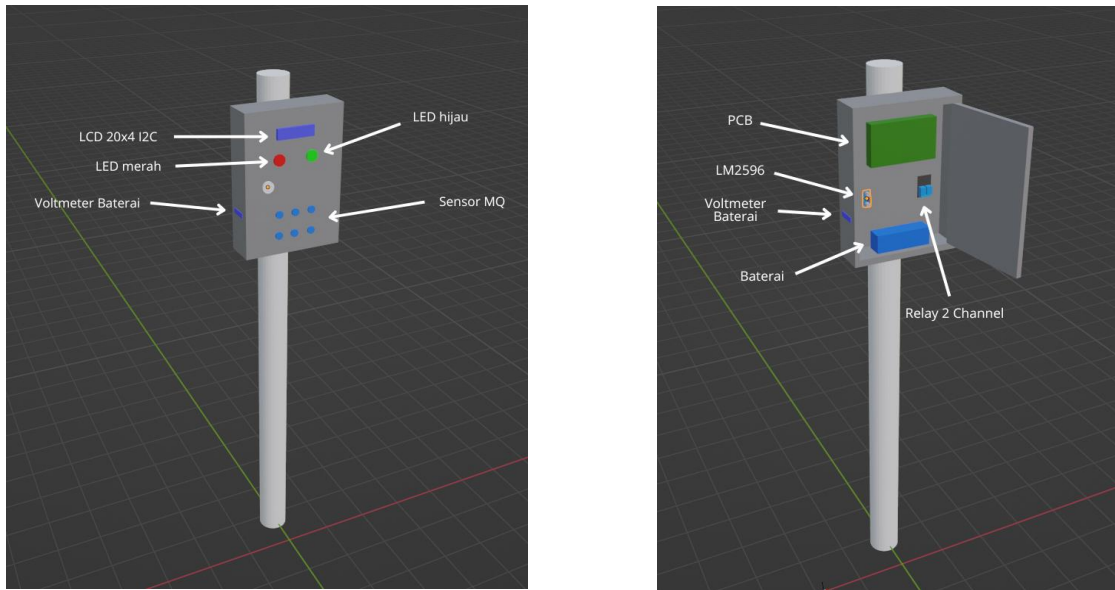 LCD 20x4 I2C
LED hijau
LED merah
Voltmeter Baterai
Sensor MQ
PCB
LM2596
Voltmeter
Baterai
Baterai
Relay 2 Channel